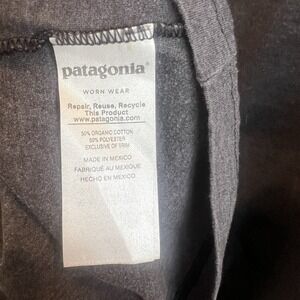 patagonia®
WORN WEAR
Repair, Reuse, Recycle
This Product
www.patagonia.com
50% ORGANIC COTTON
50% POLYESTER
EXCLUSIVE OF TRIM
MADE IN MEXICO
FABRIQUÉ AU MEXIQUE
HECHO EN MEXICO